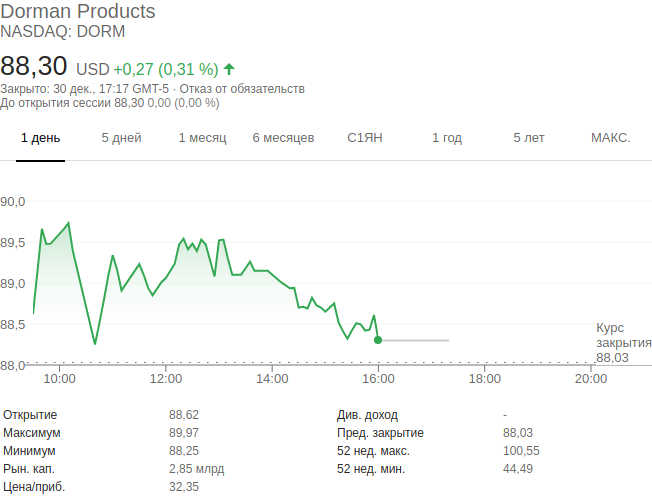 Dorman Products
NASDAQ: DORM
88,30 USD +0,27 (0,31 %)
Закрыто: 30 дек., 17:17 GMT-5 · Отказ от обязательств
До открытия сессии 88,30 0,00 (0,00 %)
1 день 5 дней 1 месяц 6 месяцев С1ЯН 1 год 5 лет МАКС.
90,0
89,5
89,0
88,5
88,0
Курс
закрытия
88,03
10:00 12:00 14:00 16:00 18:00 20:00
Открытие 88,62 Див. доход -
Максимум 89,97 Пред. закрытие 88,03
Минимум 88,25 52 нед. макс. 100,55
Рын. кап. 2,85 млрд 52 нед. мин. 44,49
Цена/приб. 32,35